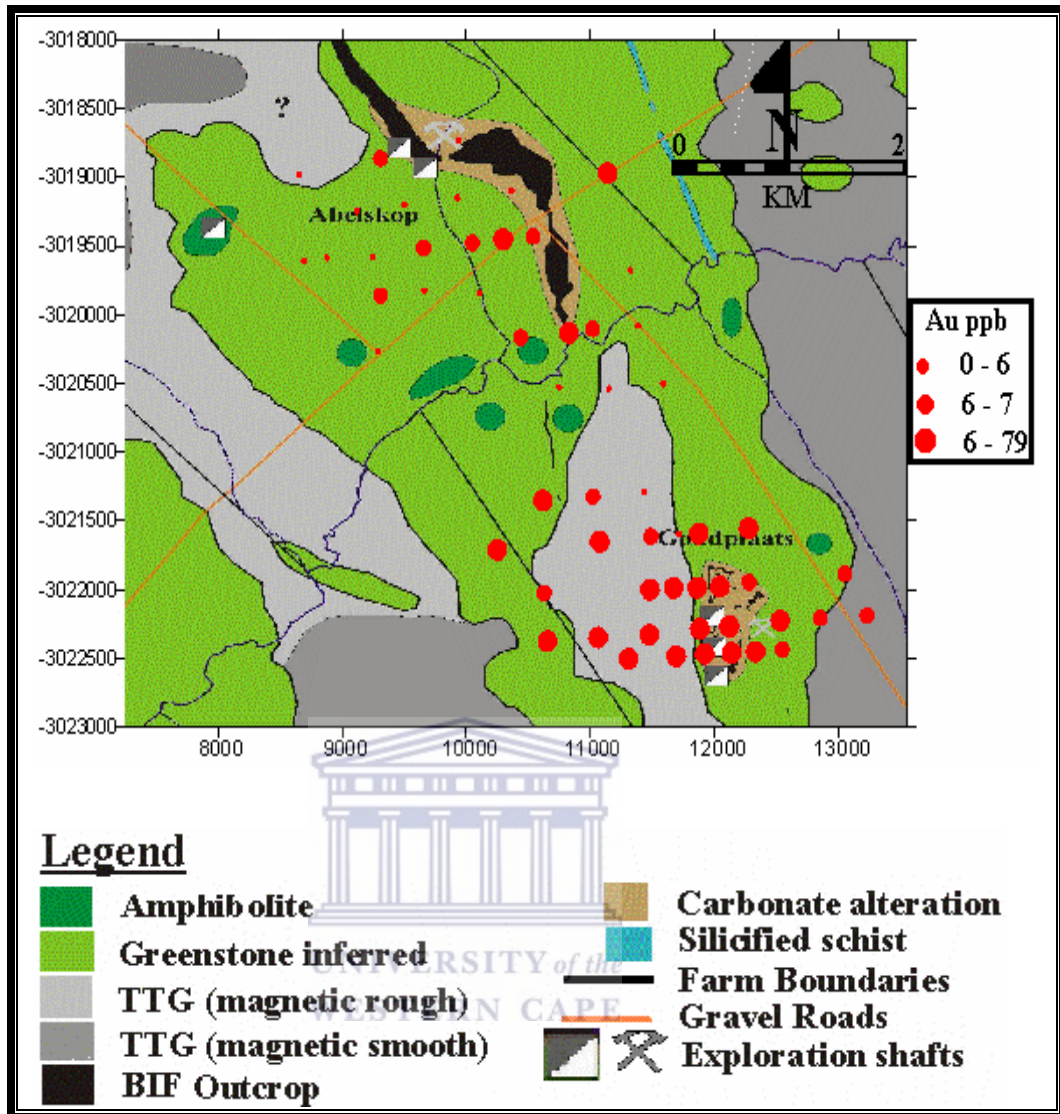 -3018000
-3018500
-3019000
-3019500
-3020000
-3020500
-3021000
-3021500
-3022000
-3022500
-3023000
8000
9000
10000
11000
12000
13000
?
N
0
2
KM
Abelskop
Au ppb
0 - 6
6 - 7
6 - 79
Legend
Amphibolite
Greenstone inferred
TTG (magnetic rough)
TTG (magnetic smooth)
BIF Outcrop
Carbonate alteration
Silicified schist
Farm Boundaries
Gravel Roads
Exploration shafts
UNIVERSITY of the
WESTERN CAPE